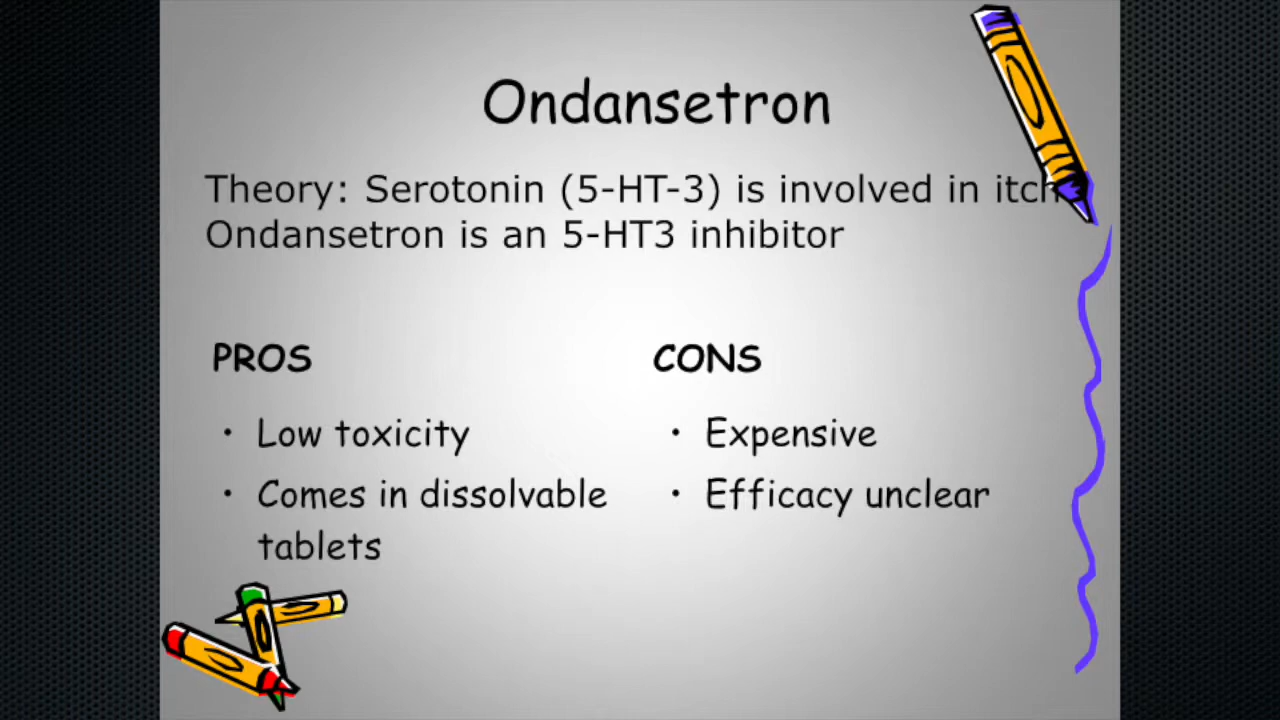 Ondansetron
Theory: Serotonin (5-HT-3) is involved in itch
Ondansetron is an 5-HT3 inhibitor
PROS
• Low toxicity
• Comes in dissolvable
tablets
CONS
• Expensive
• Efficacy unclear